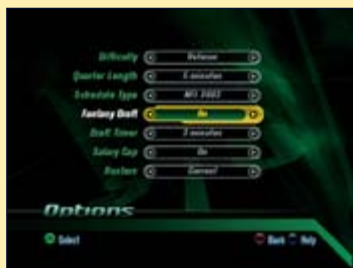 Difficulty Veteran
Quarter Length 5 minutes
Schedule Type NFL 2002
Fantasy Draft On
Draft Timer 3 minutes
Salary Cap On
Rosters Current
Options
Select Back Help